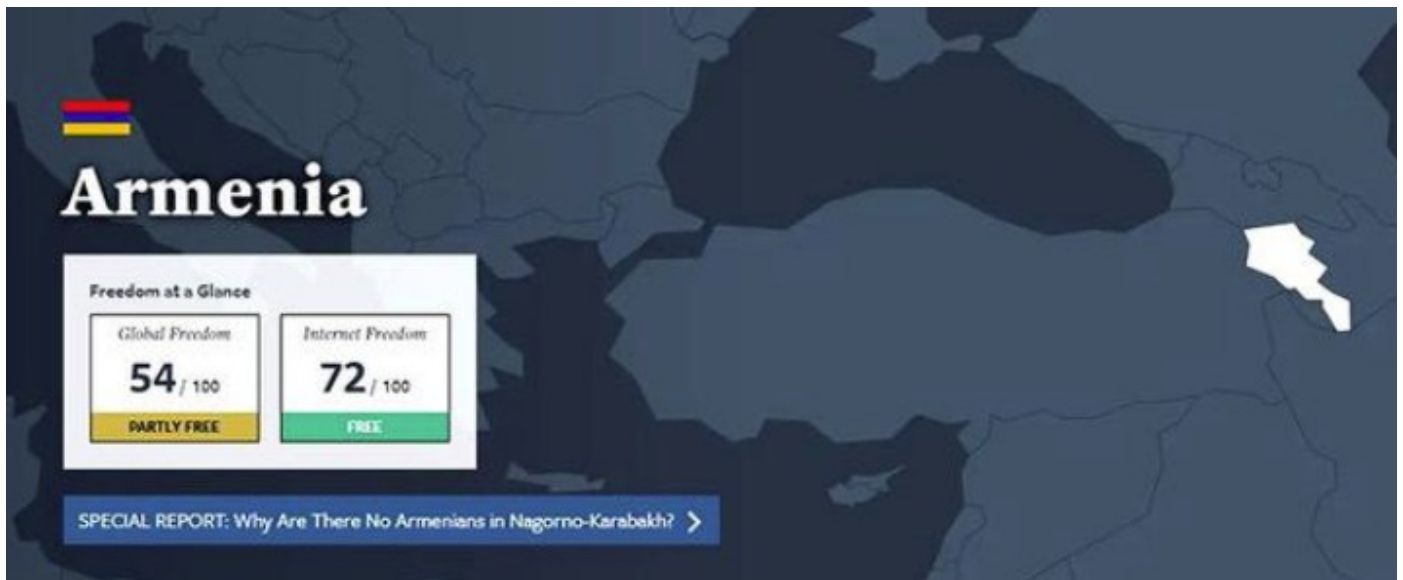 Armenia
Freedom at a Glance
Global Freedom
54 / 100
PARTLY FREE
Internet Freedom
72 / 100
FREE
SPECIAL REPORT: Why Are There No Armenians in Nagorno-Karabakh?